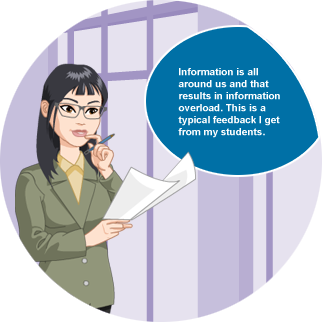 Information is all
around us and that
results in information
overload. This is a
typical feedback I get
from my students.